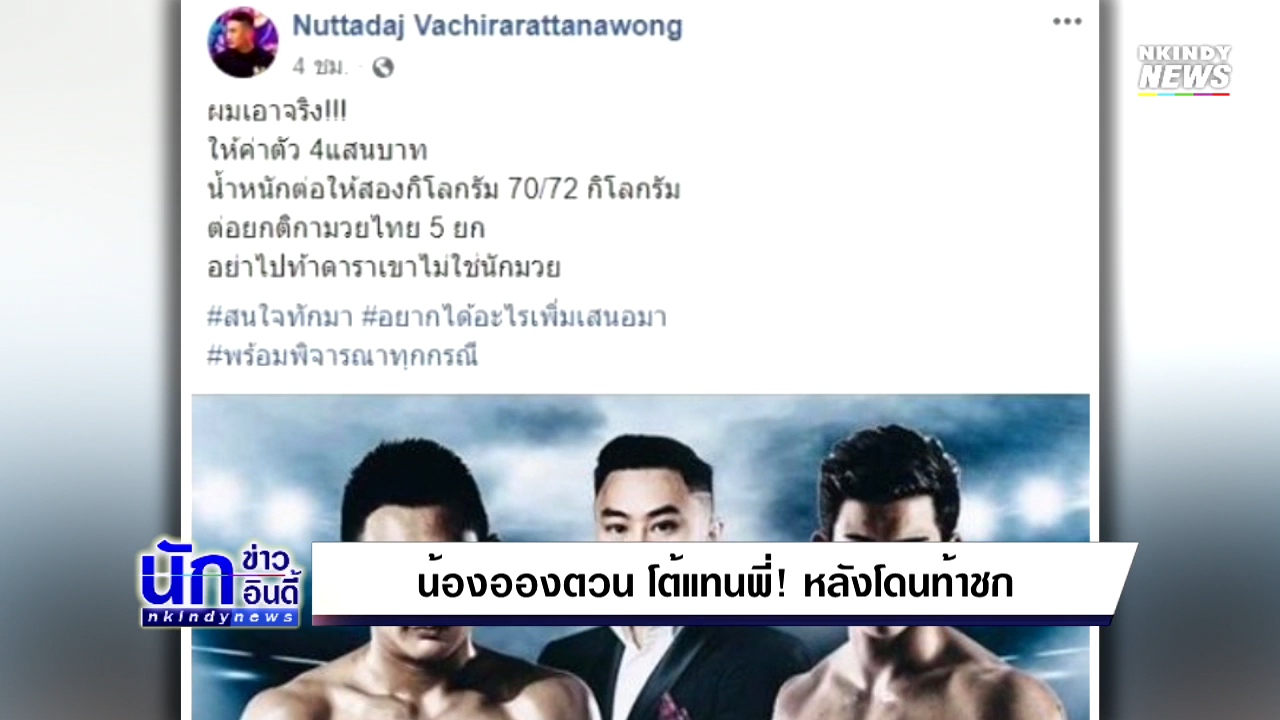 Nuttadaj Vachirarattanawong
4 ชม. ·
NKINDY
NEWS
ผมเอาจริง!!!
ให้ค่าตัว 4แสนบาท
น้ำหนักต่อให้สองกิโลกรัม 70/72 กิโลกรัม
ต่อยกติกามวยไทย 5 ยก
อย่าไปท้าดาราเขาไม่ใช่นักมวย
#สนใจทักมา #อยากได้อะไรเพิ่มเสนอมา
#พร้อมพิจารณาทุกกรณี
นักข่าวอินดี้
nkindynews
น้องอองตวน โต้แทนพี่! หลังโดนท้าชก